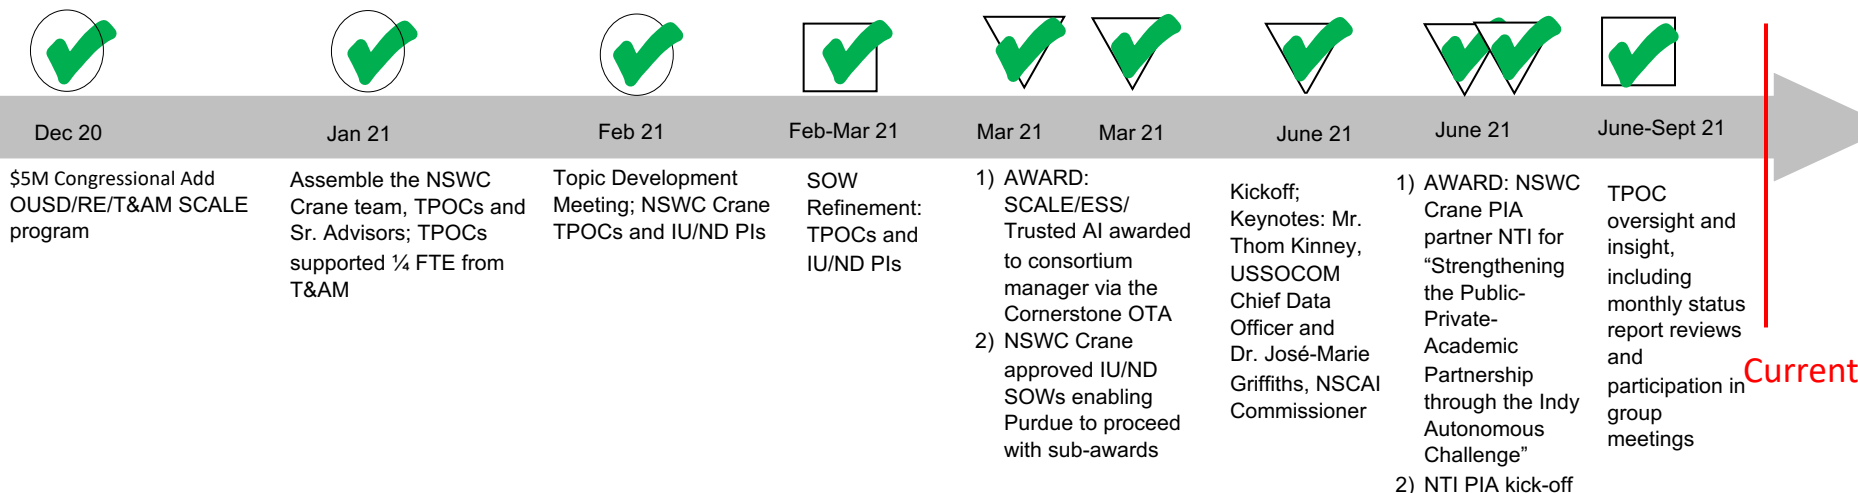 Dec 20
Jan 21
Feb 21
Feb-Mar 21
Mar 21
Mar 21
June 21
June 21
June-Sept 21
$5M Congressional Add
OUSD/RE/T&AM SCALE
program
Assemble the NSWC
Crane team, TPOCs and
Sr. Advisors; TPOCs
supported ¼ FTE from
T&AM
Topic Development
Meeting; NSWC Crane
TPOCs and IU/ND PIs
SOW
Refinement:
TPOCs and
IU/ND PIs
1) AWARD:
SCALE/ESS/
Trusted AI awarded
to consortium
manager via the
Cornerstone OTA
2) NSWC Crane
approved IU/ND
SOWs enabling
Purdue to proceed
with sub-awards
Kickoff;
Keynotes: Mr.
Thom Kinney,
USSOCOM
Chief Data
Officer and
Dr. José-Marie
Griffiths, NSCAI
Commissioner
1) AWARD: NSWC
Crane PIA
partner NTI for
“Strengthening
the Public-
Private-
Academic
Partnership
through the Indy
Autonomous
Challenge”
2) NTI PIA kick-off
TPOC
oversight and
insight,
including
monthly status
report reviews
and
participation in
group
meetings
Current